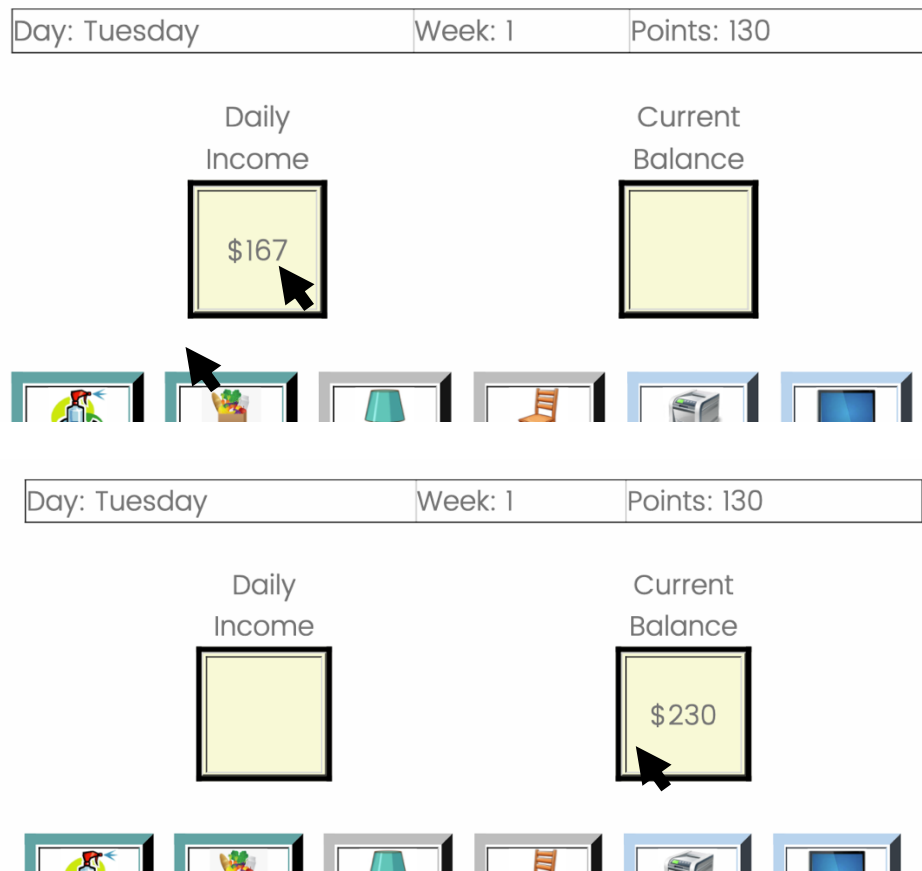 Day: Tuesday Week: 1 Points: 130
Daily
Income
Current
Balance
$167
Day: Tuesday Week: 1 Points: 130
Daily
Income
Current
Balance
$230